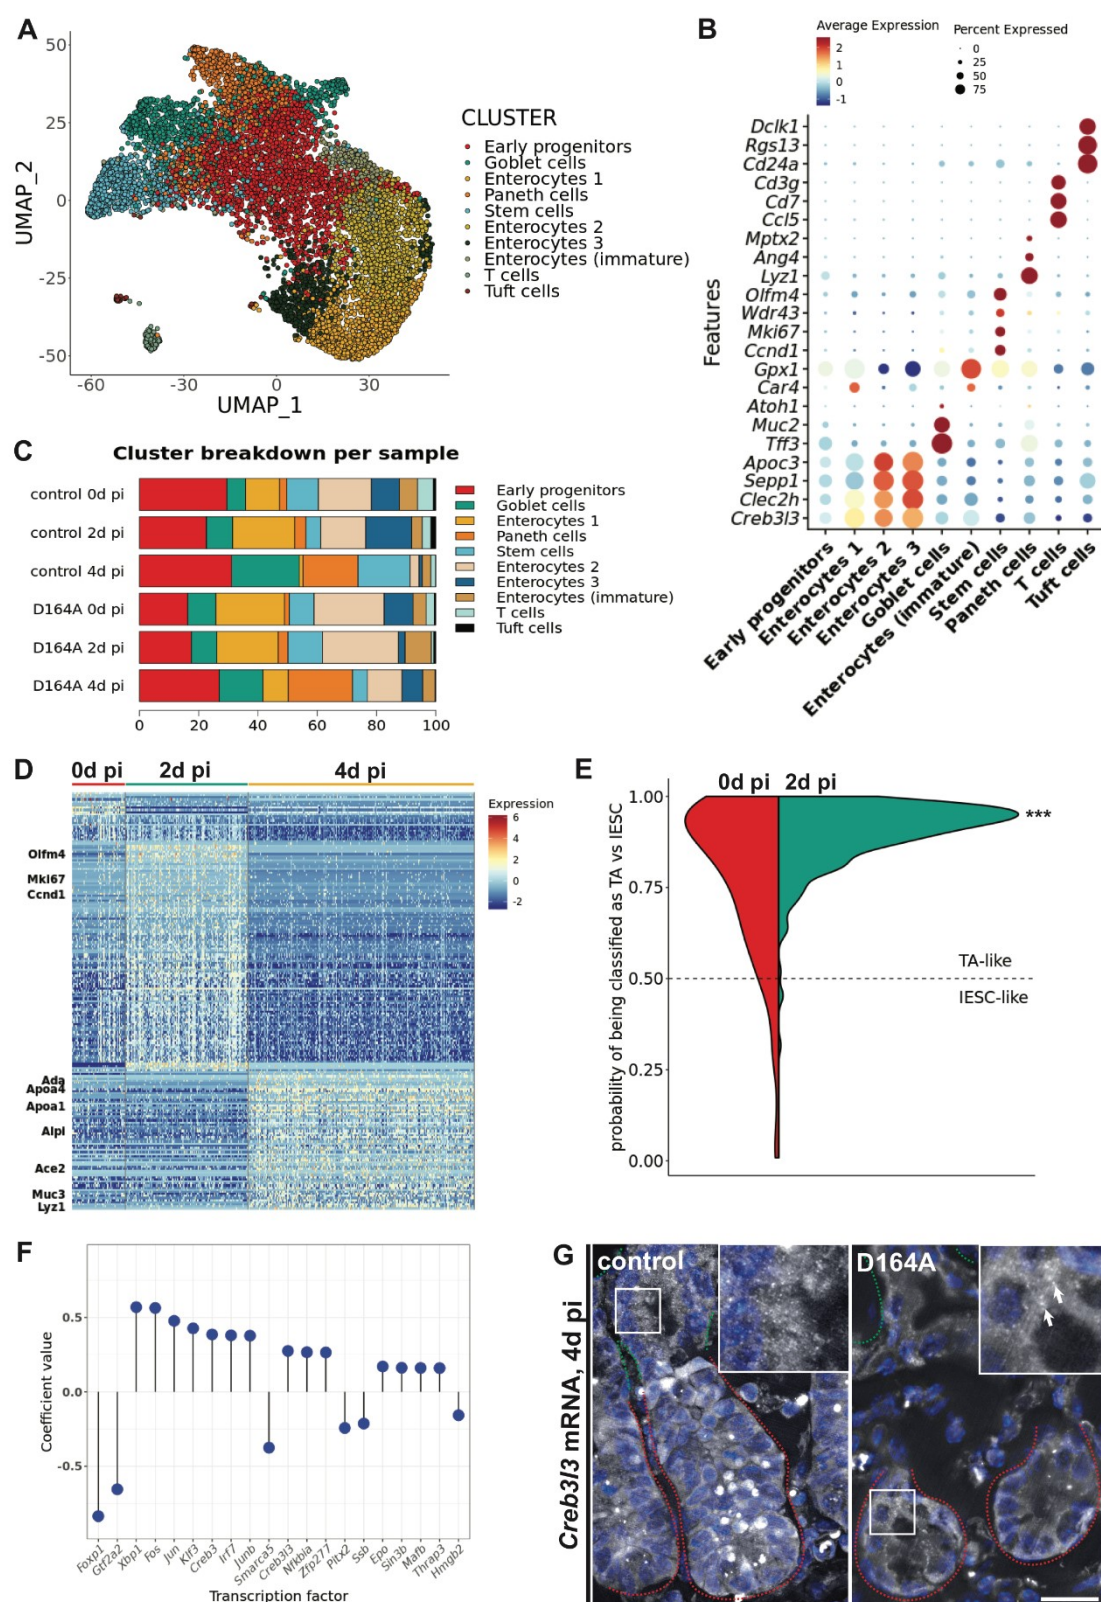 A
UMAP_2
50
25
0
-25
-50
-60
-30
0
30
UMAP_1
CLUSTER
Early progenitors
Goblet cells
Enterocytes 1
Paneth cells
Stem cells
Enterocytes 2
Enterocytes 3
Enterocytes (immature)
T cells
Tuft cells
B
Average Expression
2
1
0
-1
Percent Expressed
0
25
50
75
Features
Dclk1
Rgs13
Cd24a
Cd3g
Cd7
Ccl5
Mptx2
Ang4
Lyz1
Olfm4
Wdr43
Mki67
Ccnd1
Gpx1
Car4
Atoh1
Muc2
Tff3
Apoc3
Sepp1
Clec2h
Creb3l3
Early progenitors
Enterocytes 1
Enterocytes 2
Enterocytes 3
Goblet cells
Enterocytes (immature)
Stem cells
Paneth cells
T cells
Tuft cells
C
Cluster breakdown per sample
control 0d pi
control 2d pi
control 4d pi
D164A 0d pi
D164A 2d pi
D164A 4d pi
0 20 40 60 80 100
Early progenitors
Goblet cells
Enterocytes 1
Paneth cells
Stem cells
Enterocytes 2
Enterocytes 3
Enterocytes (immature)
T cells
Tuft cells
D
0d pi 2d pi 4d pi
Olfm4
Mki67
Ccnd1
Ada
Apoa4
Apoa1
Alpi
Ace2
Muc3
Lyz1
Expression
6
4
2
0
-2
E
probability of being classified as TA vs IESC
0d pi 2d pi
1.00
0.75
0.50
0.25
0.00
***
TA-like
IESC-like
F
Coefficient value
0.5
0.0
-0.5
Foxp1
Gtf2a2
Xbp1
Fos
Jun
Klf3
Creb3
Irf7
Junb
Smarca5
Creb3l3
Nfkbia
Zfp277
Pitx2
Ssb
Epo
Sin3b
Mafb
Thrap3
Hmgb2
Transcription factor
G
Creb3l3 mRNA, 4d pi
control
D164A